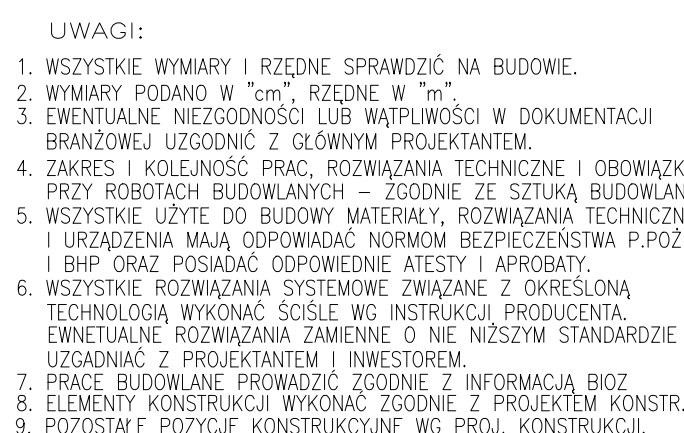 UWAGI:
1. WSZYSTKIE WYMIARY I RZĘDNE SPRAWDZIĆ NA BUDOWIE.
2. WYMIARY PODANO W "cm", RZĘDNE W "m".
3. EWENTUALNE NIEZGODNOŚCI LUB WĄTPLIWOŚCI W DOKUMENTACJI
BRANŻOWEJ UZGODNIĆ Z GŁÓWNYM PROJEKTANTEM.
4. ZAKRES I KOLEJNOŚĆ PRAC, ROZWIĄZANIA TECHNICZNE I OBOWIĄZK
PRZY ROBOTACH BUDOWLANYCH – ZGODNIE ZE SZTUKĄ BUDOWLAN
5. WSZYSTKIE UŻYTE DO BUDOWY MATERIAŁY, ROZWIĄZANIA TECHNICZN
I URZĄDZENIA MAJĄ ODPOWIADAĆ NORMOM BEZPIECZEŃSTWA P.POŻ
I BHP ORAZ POSIADAĆ ODPOWIEDNIE ATESTY I APROBATY.
6. WSZYSTKIE ROZWIĄZANIA SYSTEMOWE ZWIĄZANE Z OKREŚLONĄ
TECHNOLOGIĄ WYKONAĆ ŚCIŚLE WG INSTRUKCJI PRODUCENTA.
EWNETUALNE ROZWIĄZANIA ZAMIENNE O NIE NIŻSZYM STANDARDZIE
UZGADNIAĆ Z PROJEKTANTEM I INWESTOREM.
7. PRACE BUDOWLANE PROWADZIĆ ZGODNIE Z INFORMACJĄ BIOZ
8. ELEMENTY KONSTRUKCJI WYKONAĆ ZGODNIE Z PROJEKTEM KONSTR.
9. POZOSTAŁE POZYCJE KONSTRUKCYJNE WG PROJ. KONSTRUKCJI.